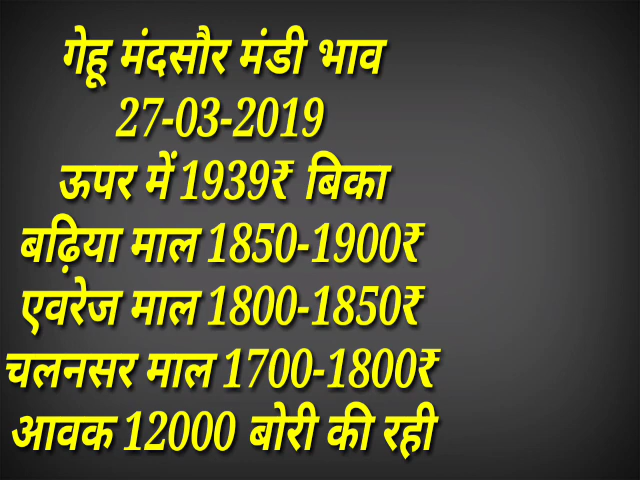 गेहू मंदसौर मंडी भाव
27-03-2019
ऊपर में 1939₹ बिका
बढ़िया माल 1850-1900₹
एवरेज माल 1800-1850₹
चलनसर माल 1700-1800₹
आवक 12000 बोरी की रही